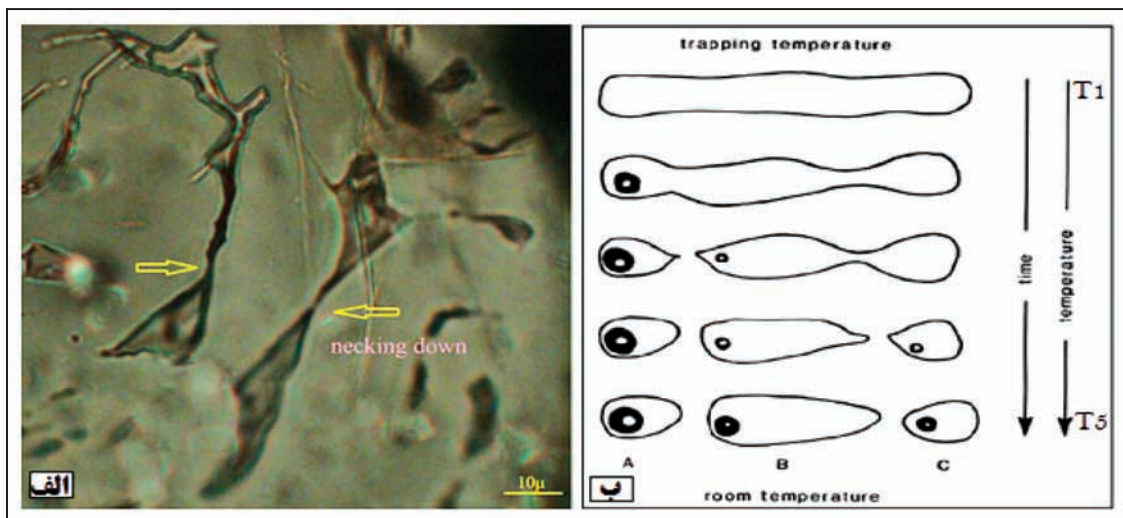 necking down
الف
10µ
trapping temperature
T1
time
temperature
T5
A B C
room temperature
ب